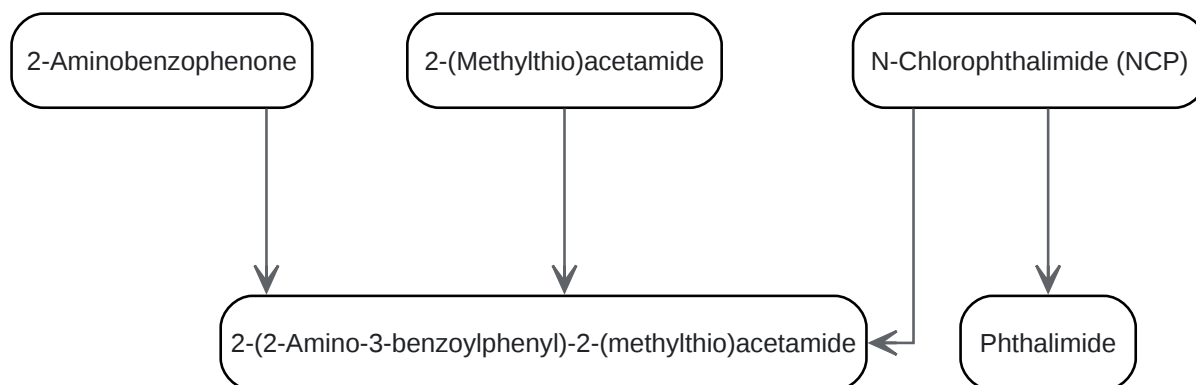 2-Aminobenzophenone
2-(Methylthio)acetamide
N-Chlorophthalimide (NCP)
2-(2-Amino-3-benzoylphenyl)-2-(methylthio)acetamide
Phthalimide